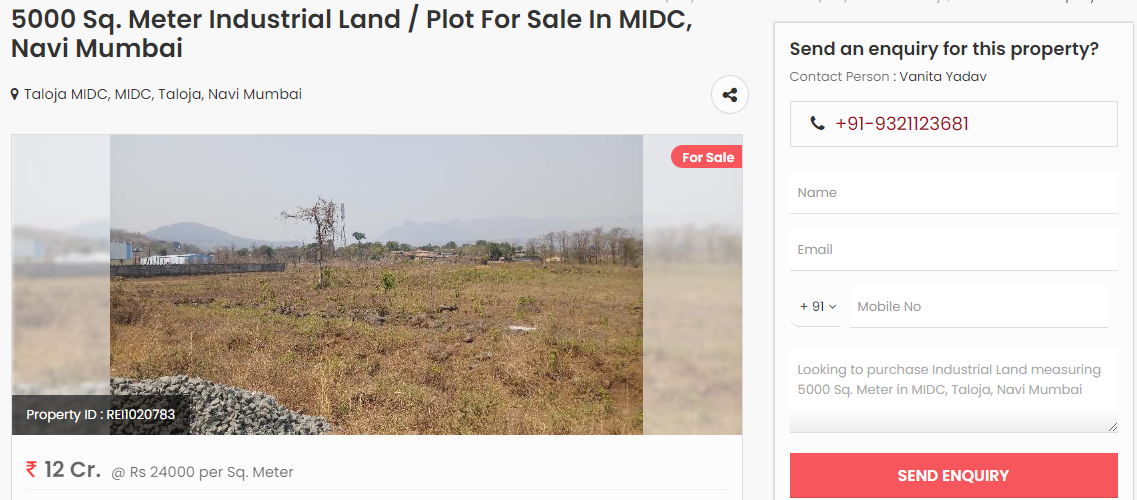 5000 Sq. Meter Industrial Land / Plot For Sale In MIDC,
Navi Mumbai
Taloja MIDC, MIDC, Taloja, Navi Mumbai
For Sale
Property ID : REI1020783
₹ 12 Cr. @ Rs 24000 per Sq. Meter
Send an enquiry for this property?
Contact Person : Vanita Yadav
+91-9321123681
Name
Email
+ 91
Mobile No
Looking to purchase Industrial Land measuring
5000 Sq. Meter in MIDC, Taloja, Navi Mumbai
SEND ENQUIRY